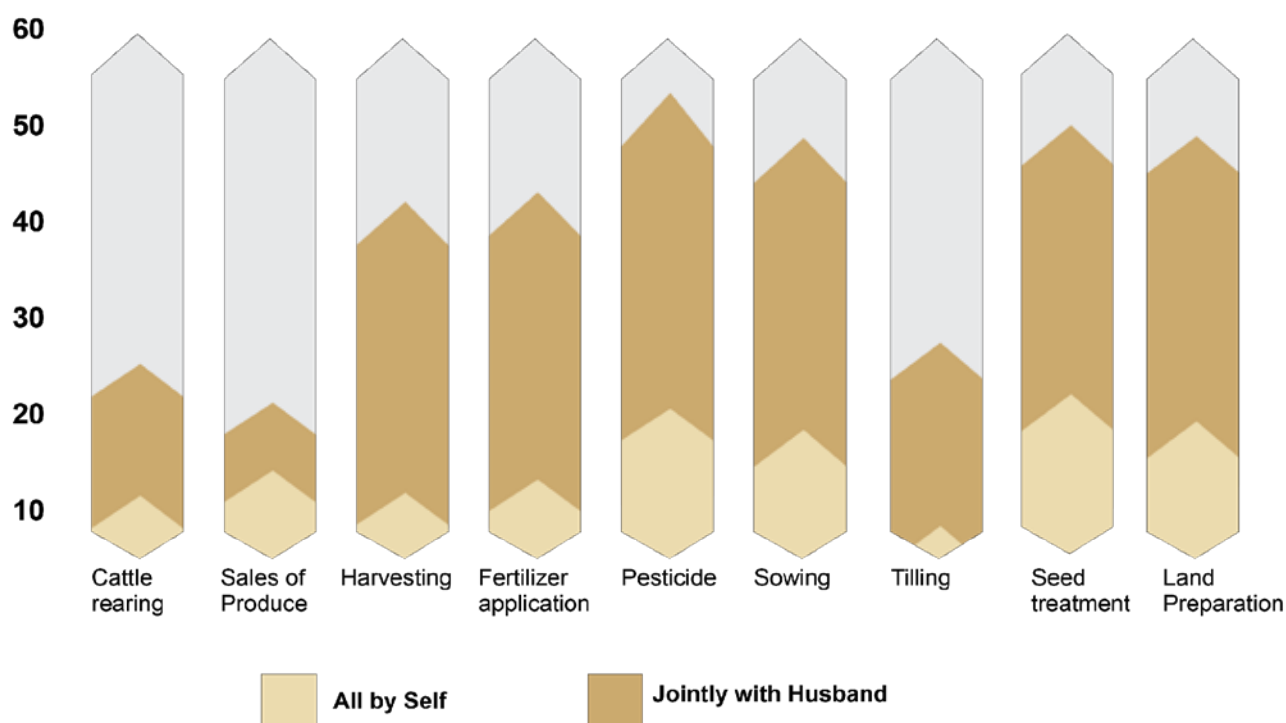 60
50
40
30
20
10
Cattle
rearing
Sales of
Produce
Harvesting
Fertilizer
application
Pesticide
Sowing
Tilling
Seed
treatment
Land
Preparation
All by Self
Jointly with Husband